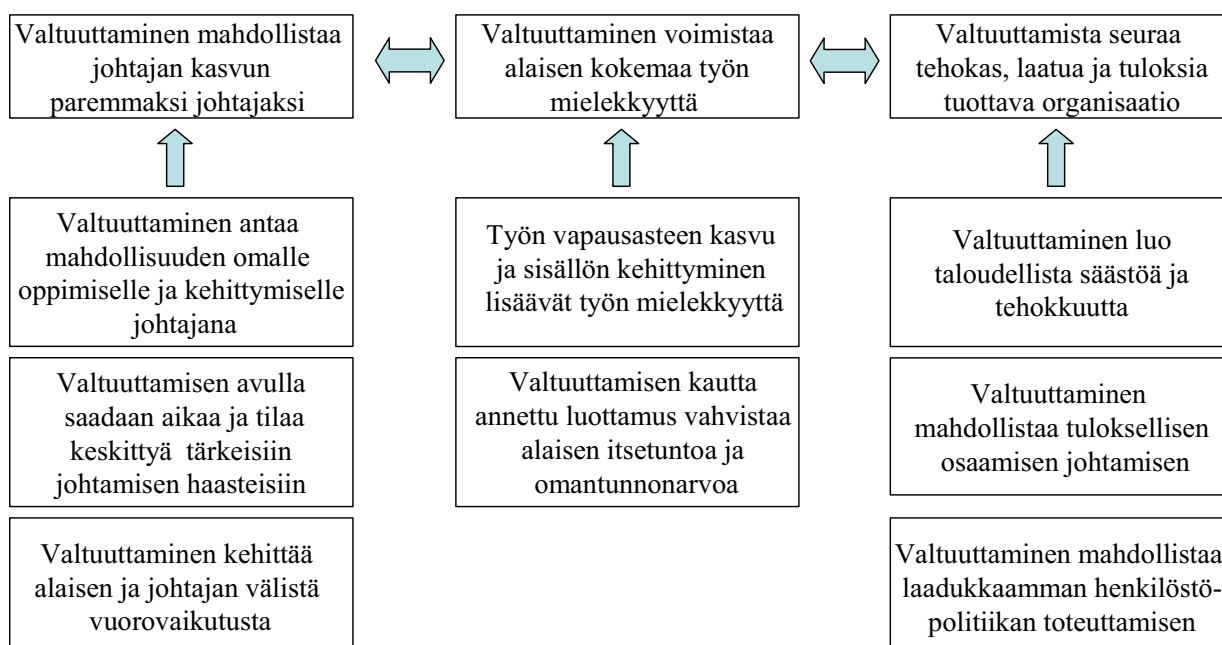 Valtuuttaminen mahdollistaa
johtajan kasvun
paremmaksi johtajaksi
Valtuuttaminen voimistaa
alaisen kokemaa työn
mielekkyyttä
Valtuuttamista seuraa
tehokas, laatua ja tuloksia
tuottava organisaatio
Valtuuttaminen antaa
mahdollisuuden omalle
oppimiselle ja kehittymiselle
johtajana
Työn vapausasteen kasvu
ja sisällön kehittyminen
lisäävät työn mielekkyyttä
Valtuuttaminen luo
taloudellista säästöä ja
tehokkuutta
Valtuuttamisen avulla
saadaan aikaa ja tilaa
keskittyä tärkeisiin
johtamisen haasteisiin
Valtuuttamisen kautta
annettu luottamus vahvistaa
alaisen itsetuntoa ja
omantunnonarvoa
Valtuuttaminen
mahdollistaa tuloksellisen
osaamisen johtamisen
Valtuuttaminen kehittää
alaisen ja johtajan välistä
vuorovaikutusta
Valtuuttaminen mahdollistaa
laadukkaamman henkilöstö-
politiikan toteuttamisen